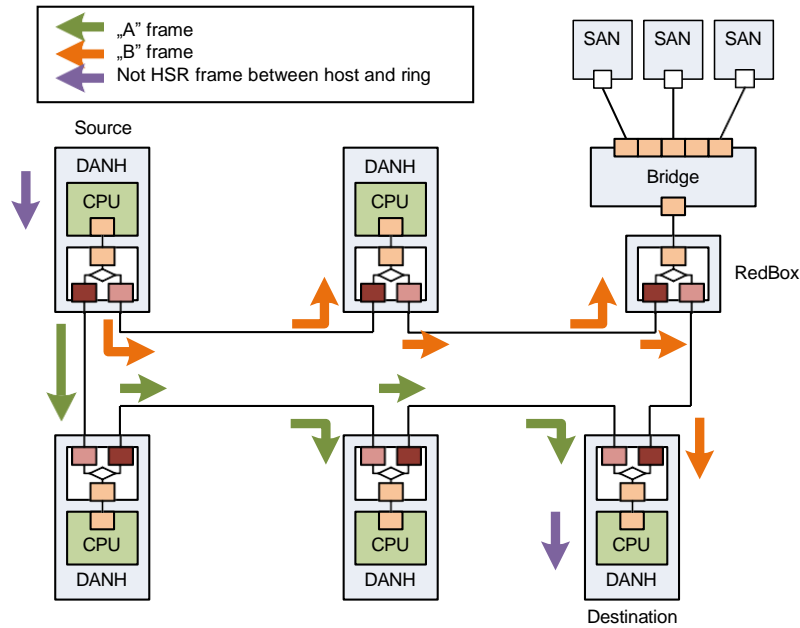 „A” frame
„B” frame
Not HSR frame between host and ring
SAN
SAN
SAN
Source
DANH
DANH
CPU
CPU
Bridge
RedBox
CPU
CPU
CPU
DANH
DANH
DANH
Destination